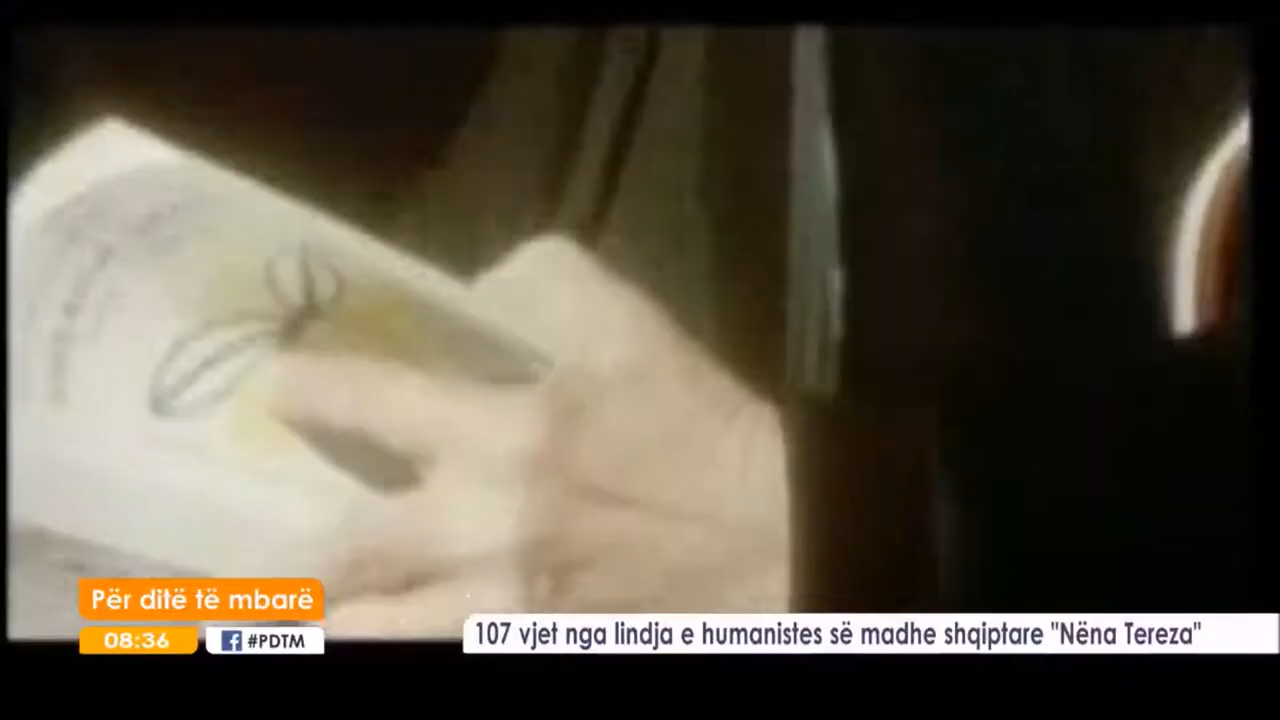 Për ditë të mbarë
08:36
#PDTM
107 vjet nga lindja e humanistes së madhe shqiptare "Nëna Tereza"